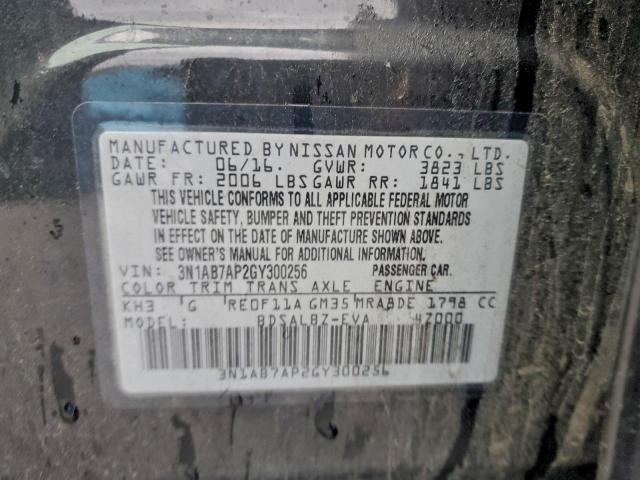 MANUFACTURED BY NISSAN MOTOR CO., LTD.
DATE: 06/16. GVWR: 3823 LBS
GAWR FR: 2006 LBS GAWR RR: 1841 LBS
THIS VEHICLE CONFORMS TO ALL APPLICABLE FEDERAL MOTOR
VEHICLE SAFETY, BUMPER AND THEFT PREVENTION STANDARDS
IN EFFECT ON THE DATE OF MANUFACTURE SHOWN ABOVE.
SEE OWNER'S MANUAL FOR ADDITIONAL INFORMATION.
VIN: 3N1AB7AP2GY300256 PASSENGER CAR.
COLOR TRIM TRANS AXLE ENGINE
KH3 G RE0F11A GM35 MRA8DE 1798 CC
MODEL: BDSALBZ-EVA 47000
3N1AB7AP2GY300256